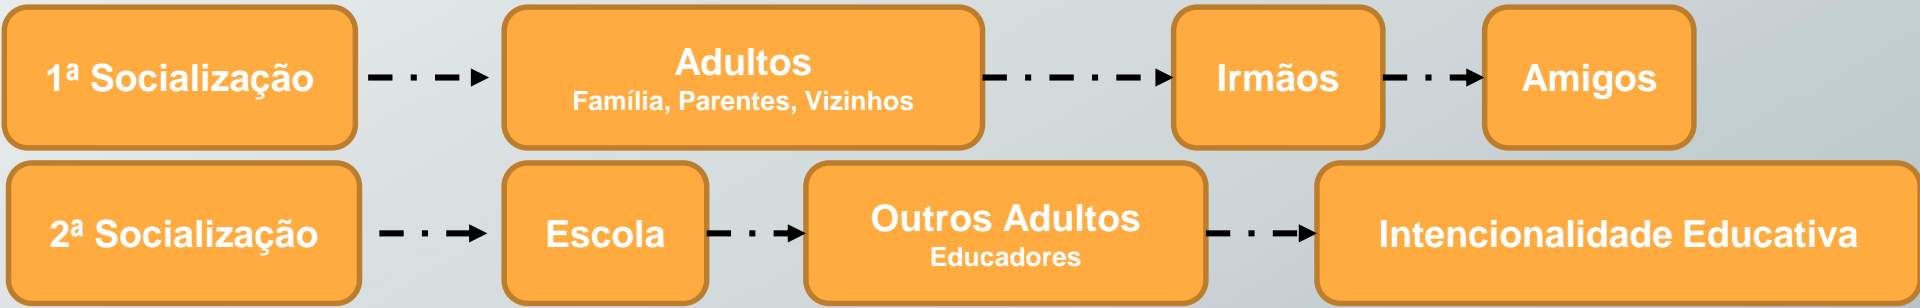 1ª Socialização
Adultos
Família, Parentes, Vizinhos
Irmãos
Amigos
2ª Socialização
Escola
Outros Adultos
Educadores
Intencionalidade Educativa